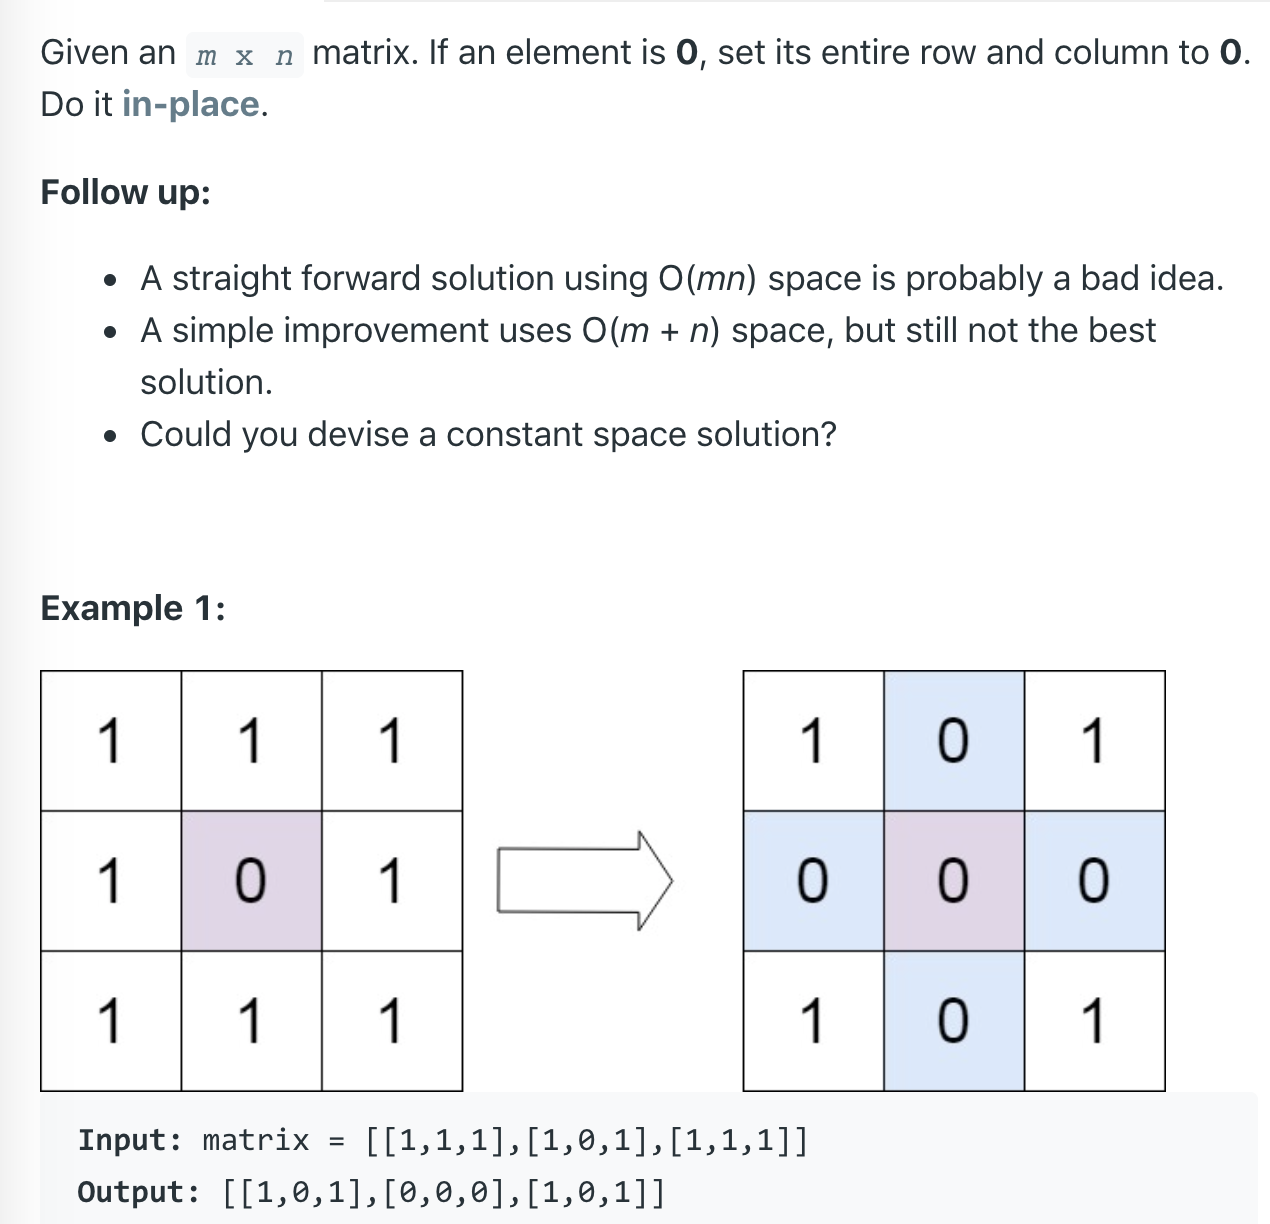 Given an m x n matrix. If an element is 0, set its entire row and column to 0.
Do it in-place.
Follow up:
• A straight forward solution using O(mn) space is probably a bad idea.
• A simple improvement uses O(m + n) space, but still not the best
solution.
• Could you devise a constant space solution?
Example 1:
1 1 1 1 0 1
1 0 1 0 0 0
1 1 1 1 0 1
Input: matrix = [[1,1,1],[1,0,1],[1,1,1]]
Output: [[1,0,1],[0,0,0],[1,0,1]]